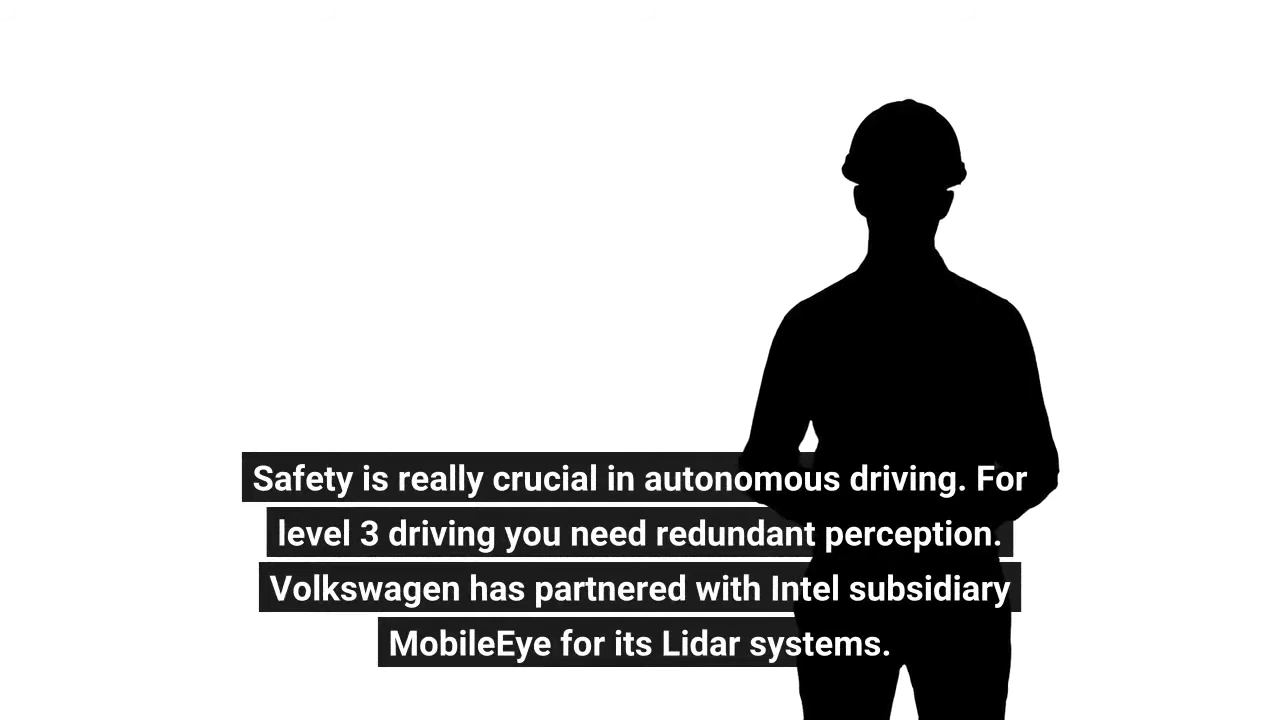 Safety is really crucial in autonomous driving. For
level 3 driving you need redundant perception.
Volkswagen has partnered with Intel subsidiary
MobileEye for its Lidar systems.